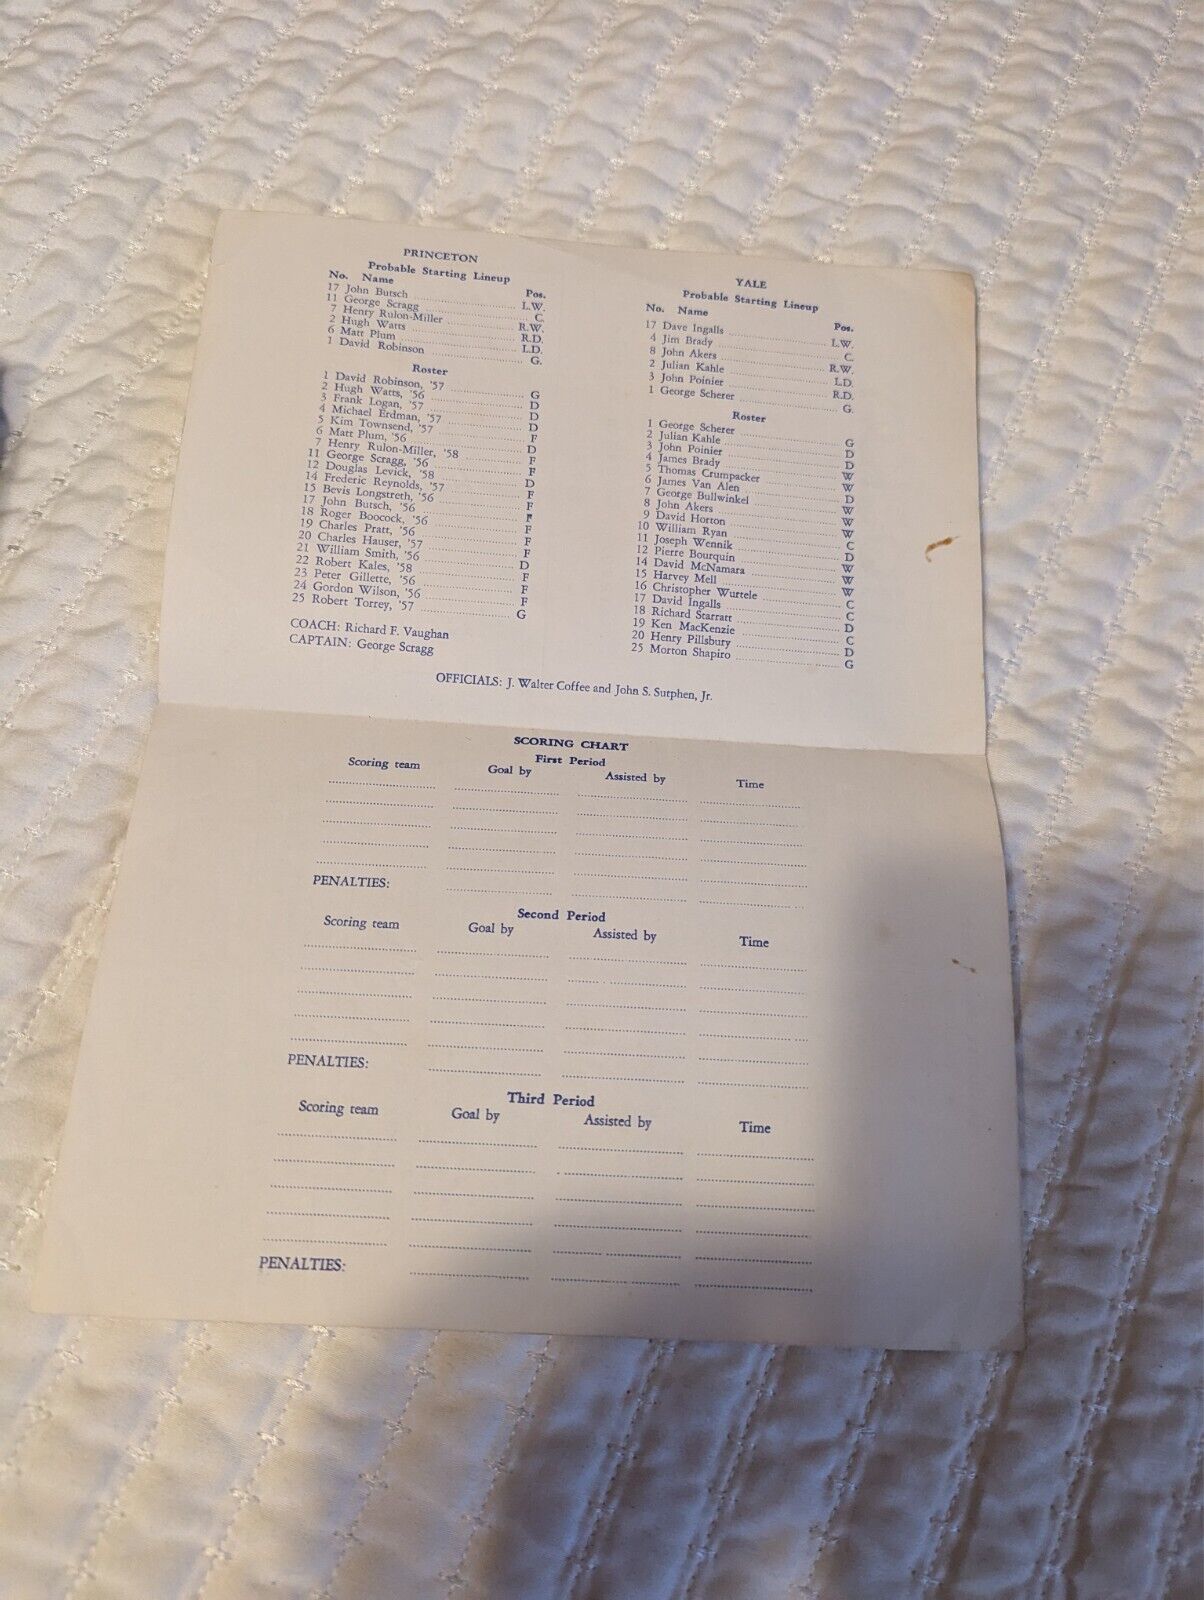 PRINCETON
Probable Starting Lineup
No. Name Pos.
17 John Butsch L.W.
11 George Scragg C.
7 Henry Rulon-Miller R.W.
2 Hugh Watts R.D.
6 Matt Plum L.D.
1 David Robinson G.
Roster
1 David Robinson, '57 G
2 Hugh Watts, '56 D
3 Frank Logan, '57 D
4 Michael Erdman, '57 D
5 Kim Townsend, '57 F
6 Matt Plum, '56 D
7 Henry Rulon-Miller, '58 F
11 George Scragg, '56 F
12 Douglas Levick, '58 D
14 Frederic Reynolds, '57 F
15 Bevis Longstreth, '56 F
17 John Butsch, '56 F
18 Roger Boocock, '56 F
19 Charles Pratt, '56 F
20 Charles Hauser, '57 F
21 William Smith, '56 D
22 Robert Kales, '58 F
23 Peter Gillette, '56 F
24 Gordon Wilson, '56 F
25 Robert Torrey, '57 G
COACH: Richard F. Vaughan
CAPTAIN: George Scragg
YALE
Probable Starting Lineup
No. Name Pos.
17 Dave Ingalls L.W.
4 Jim Brady C.
8 John Akers R.W.
2 Julian Kahle L.D.
3 John Poinier R.D.
1 George Scherer G.
Roster
1 George Scherer G
2 Julian Kahle D
3 John Poinier D
4 James Brady W
5 Thomas Crumpacker W
6 James Van Alen D
7 George Bullwinkel W
8 John Akers W
9 David Horton W
10 William Ryan C
11 Joseph Wennik D
12 Pierre Bourquin W
14 David McNamara W
15 Harvey Mell W
16 Christopher Wurtele C
17 David Ingalls C
18 Richard Starratt D
19 Ken MacKenzie C
20 Henry Pillsbury D
25 Morton Shapiro G
OFFICIALS: J. Walter Coffee and John S. Sutphen, Jr.
SCORING CHART
First Period
Scoring team Goal by Assisted by Time
PENALTIES:
Second Period
Scoring team Goal by Assisted by Time
PENALTIES:
Third Period
Scoring team Goal by Assisted by Time
PENALTIES: